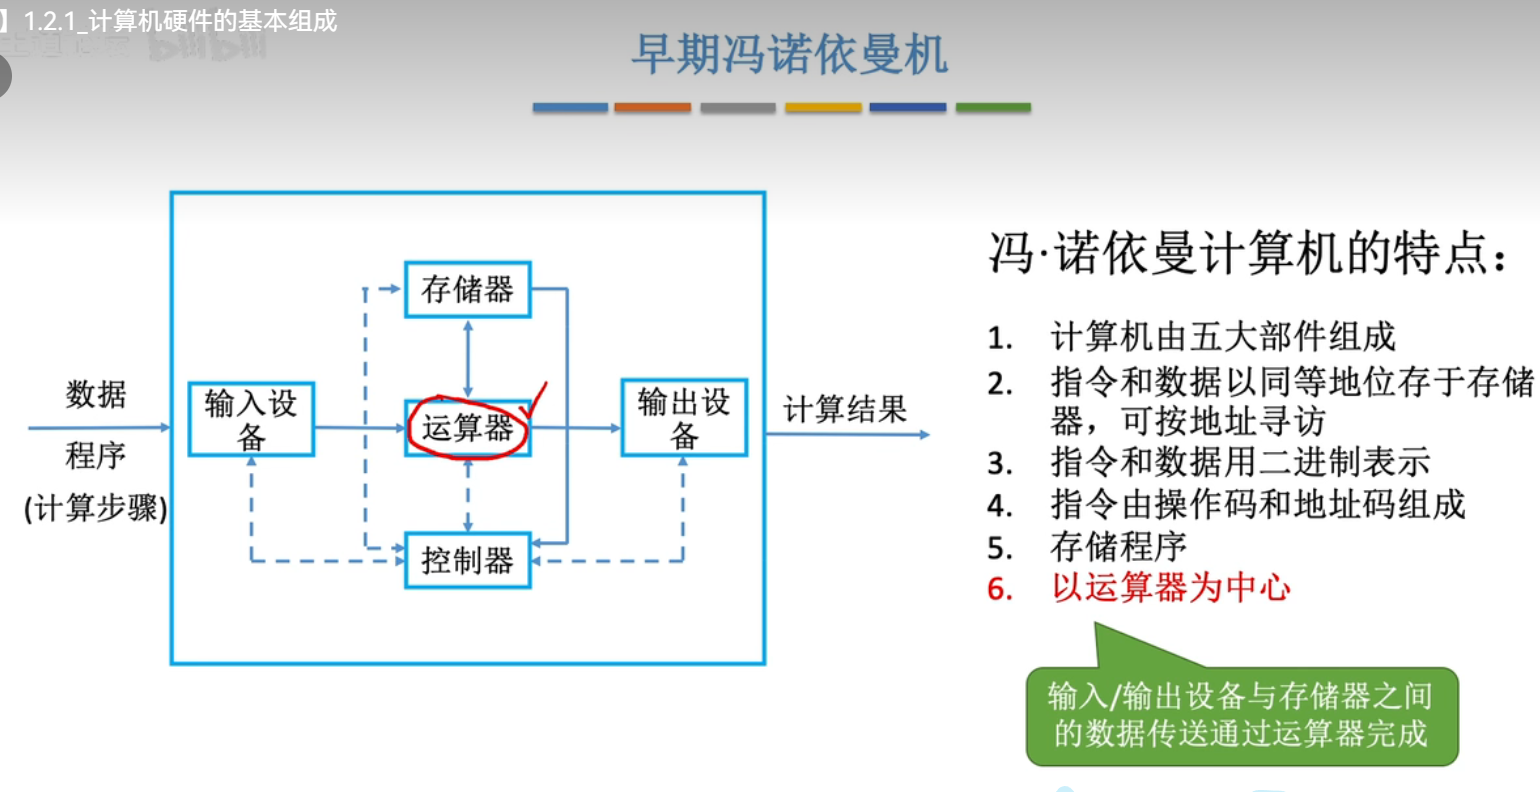 】1.2.1_计算机硬件的基本组成
bilibili
早期冯诺依曼机
冯·诺依曼计算机的特点：
存储器
数据
输入设
备
运算器
输出设
备
计算结果
程序
(计算步骤)
控制器
1. 计算机由五大部件组成
2. 指令和数据以同等地位存于存储
器，可按地址寻访
3. 指令和数据用二进制表示
4. 指令由操作码和地址码组成
5. 存储程序
6. 以运算器为中心
输入/输出设备与存储器之间
的数据传送通过运算器完成